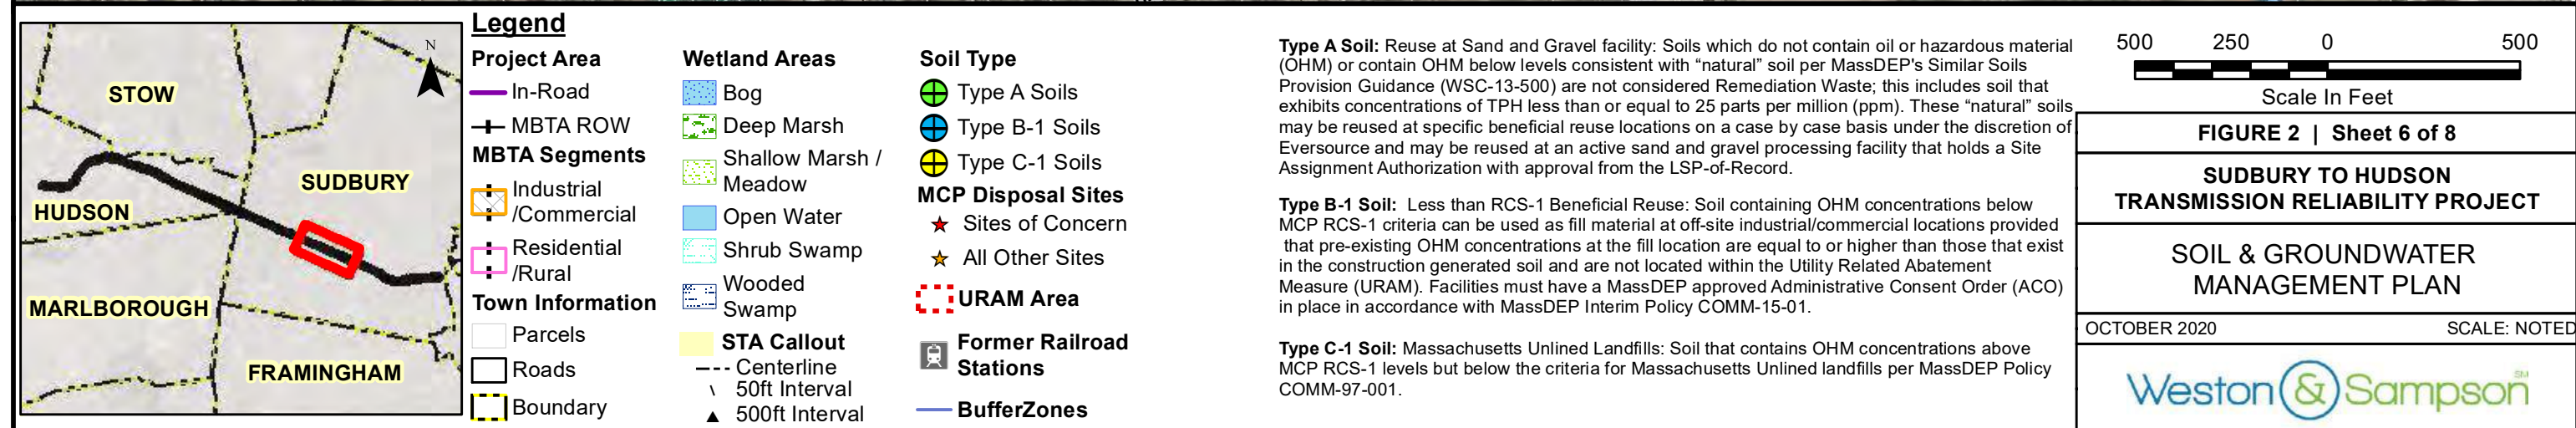 N
STOW
SUDBURY
HUDSON
MARLBOROUGH
FRAMINGHAM
Legend
Project Area
In-Road
MBTA ROW
MBTA Segments
Industrial
/Commercial
Residential
/Rural
Town Information
Parcels
Roads
Boundary
Wetland Areas
Bog
Deep Marsh
Shallow Marsh /
Meadow
Open Water
Shrub Swamp
Wooded
Swamp
STA Callout
Centerline
50ft Interval
500ft Interval
Soil Type
Type A Soils
Type B-1 Soils
Type C-1 Soils
MCP Disposal Sites
Sites of Concern
All Other Sites
URAM Area
Former Railroad
Stations
BufferZones
Type A Soil: Reuse at Sand and Gravel facility: Soils which do not contain oil or hazardous material
(OHM) or contain OHM below levels consistent with “natural” soil per MassDEP's Similar Soils
Provision Guidance (WSC-13-500) are not considered Remediation Waste; this includes soil that
exhibits concentrations of TPH less than or equal to 25 parts per million (ppm). These “natural” soils
may be reused at specific beneficial reuse locations on a case by case basis under the discretion of
Eversource and may be reused at an active sand and gravel processing facility that holds a Site
Assignment Authorization with approval from the LSP-of-Record.
Type B-1 Soil: Less than RCS-1 Beneficial Reuse: Soil containing OHM concentrations below
MCP RCS-1 criteria can be used as fill material at off-site industrial/commercial locations provided
that pre-existing OHM concentrations at the fill location are equal to or higher than those that exist
in the construction generated soil and are not located within the Utility Related Abatement
Measure (URAM). Facilities must have a MassDEP approved Administrative Consent Order (ACO)
in place in accordance with MassDEP Interim Policy COMM-15-01.
Type C-1 Soil: Massachusetts Unlined Landfills: Soil that contains OHM concentrations above
MCP RCS-1 levels but below the criteria for Massachusetts Unlined landfills per MassDEP Policy
COMM-97-001.
500 250 0 500
Scale In Feet
FIGURE 2 | Sheet 6 of 8
SUDBURY TO HUDSON
TRANSMISSION RELIABILITY PROJECT
SOIL & GROUNDWATER
MANAGEMENT PLAN
OCTOBER 2020 SCALE: NOTED
Weston & Sampson SM